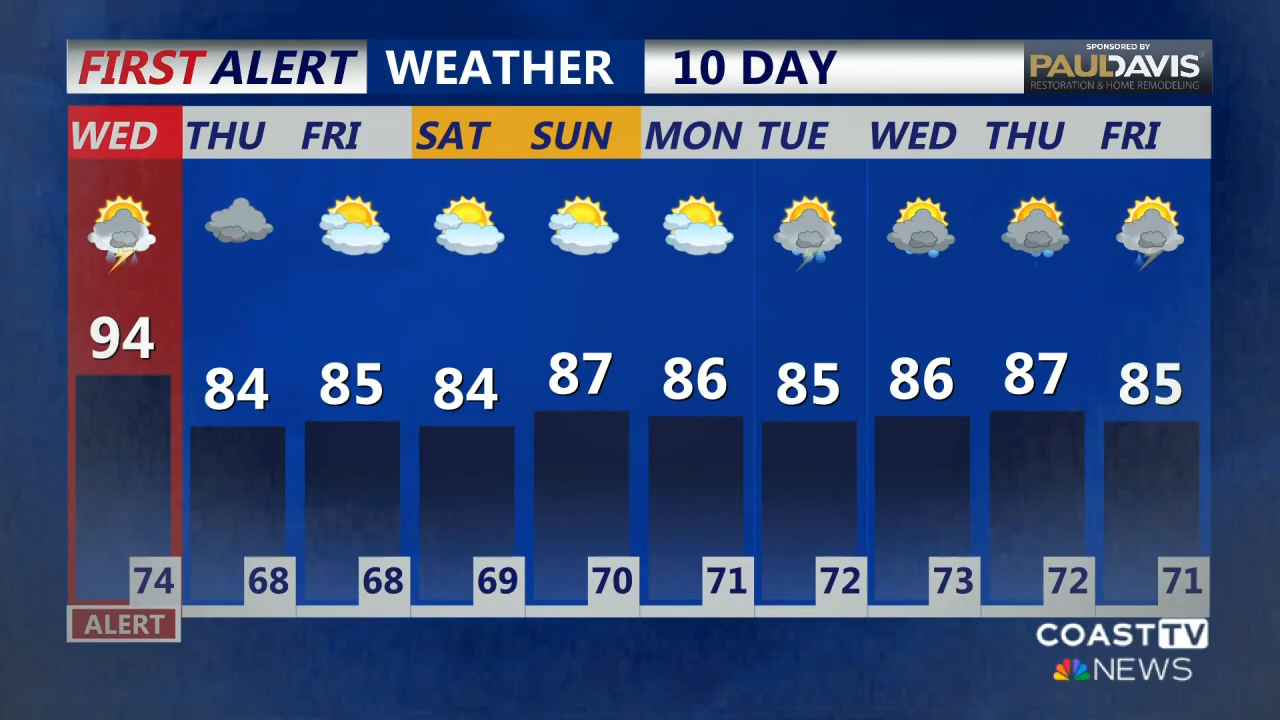 FIRST ALERT WEATHER 10 DAY
SPONSORED BY
PAUL DAVIS
RESTORATION & HOME REMODELING
WED THU FRI SAT SUN MON TUE WED THU FRI
94 84 85 84 87 86 85 86 87 85
74 68 68 69 70 71 72 73 72 71
ALERT
COAST TV
NEWS